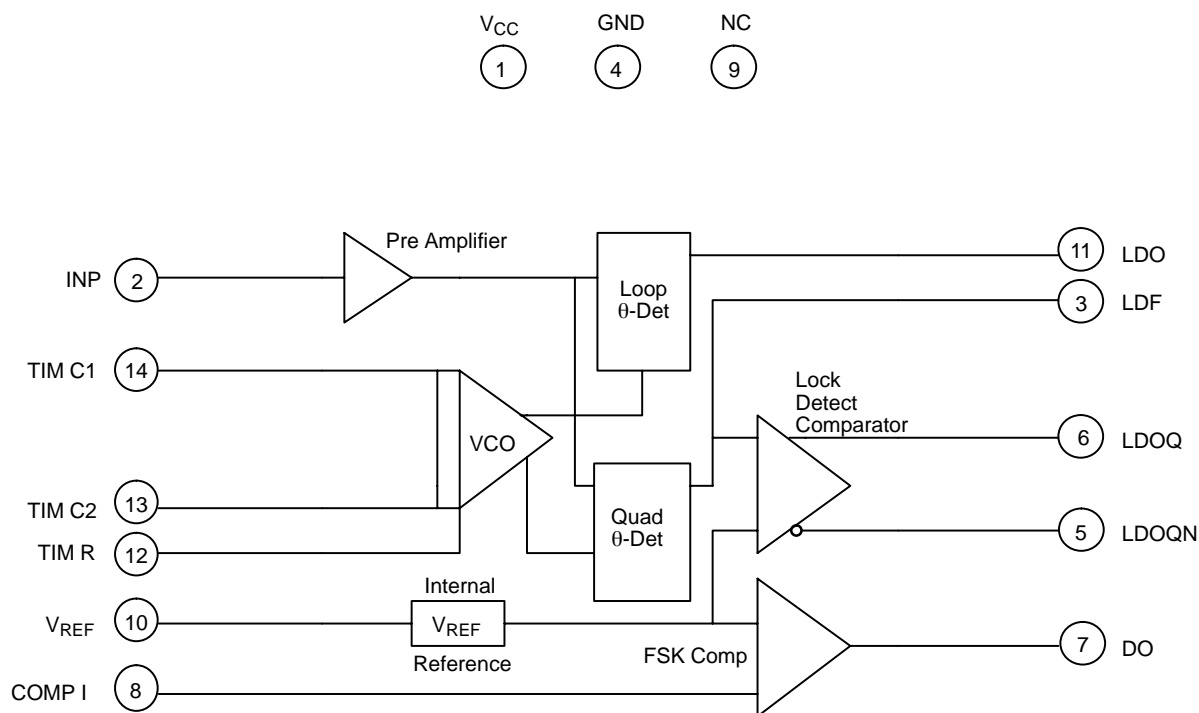 VCC GND NC
1 4 9
Pre Amplifier
INP 2
Loop
θ-Det
11 LDO
3 LDF
TIM C1 14
VCO
Lock
Detect
Comparator
6 LDOQ
TIM C2 13
Quad
θ-Det
5 LDOQN
TIM R 12
Internal
VREF 10
VREF
Reference
FSK Comp
7 DO
COMP I 8